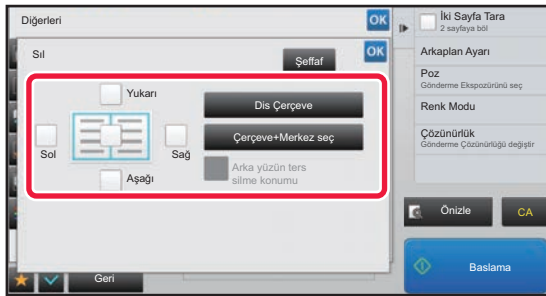 Diğerleri
OK
Sıl
Şeffaf
OK
Yukarı
Sol
Sağ
Aşağı
Dis Çerçeve
Çerçeve+Merkez seç
Arka yüzün ters
silme konumu
Geri
İki Sayfa Tara
2 sayfaya böl
Arkaplan Ayarı
Poz
Gönderme Ekspozürünü seç
Renk Modu
Çözünürlük
Gönderme Çözünürlüğü değiştir
Önizle
CA
Baslama